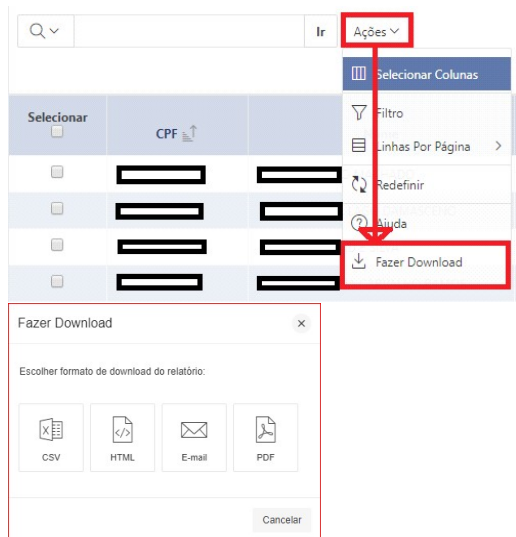 Ir Ações
Selecionar Colunas
Selecionar
CPF
Filtro
Linhas Por Página
Redefinir
Ajuda
Fazer Download
Fazer Download
Escolher formato de download do relatório:
CSV HTML E-mail PDF
Cancelar